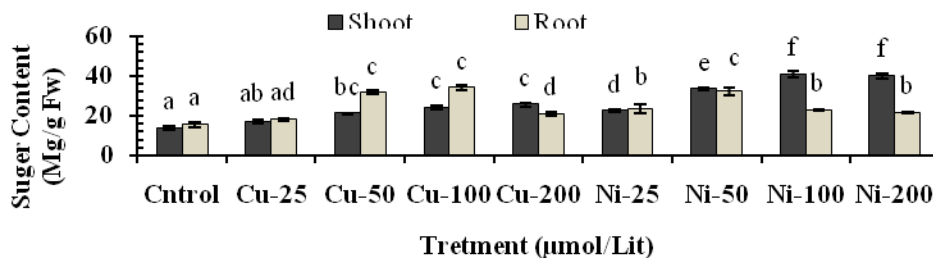 Shoot Root
60
40
20
0
Suger Content
(Mg/g Fw)
a a ab ad bc c c c c d d b e c f b f b
Cntrol Cu-25 Cu-50 Cu-100 Cu-200 Ni-25 Ni-50 Ni-100 Ni-200
Tretment (µmol/Lit)